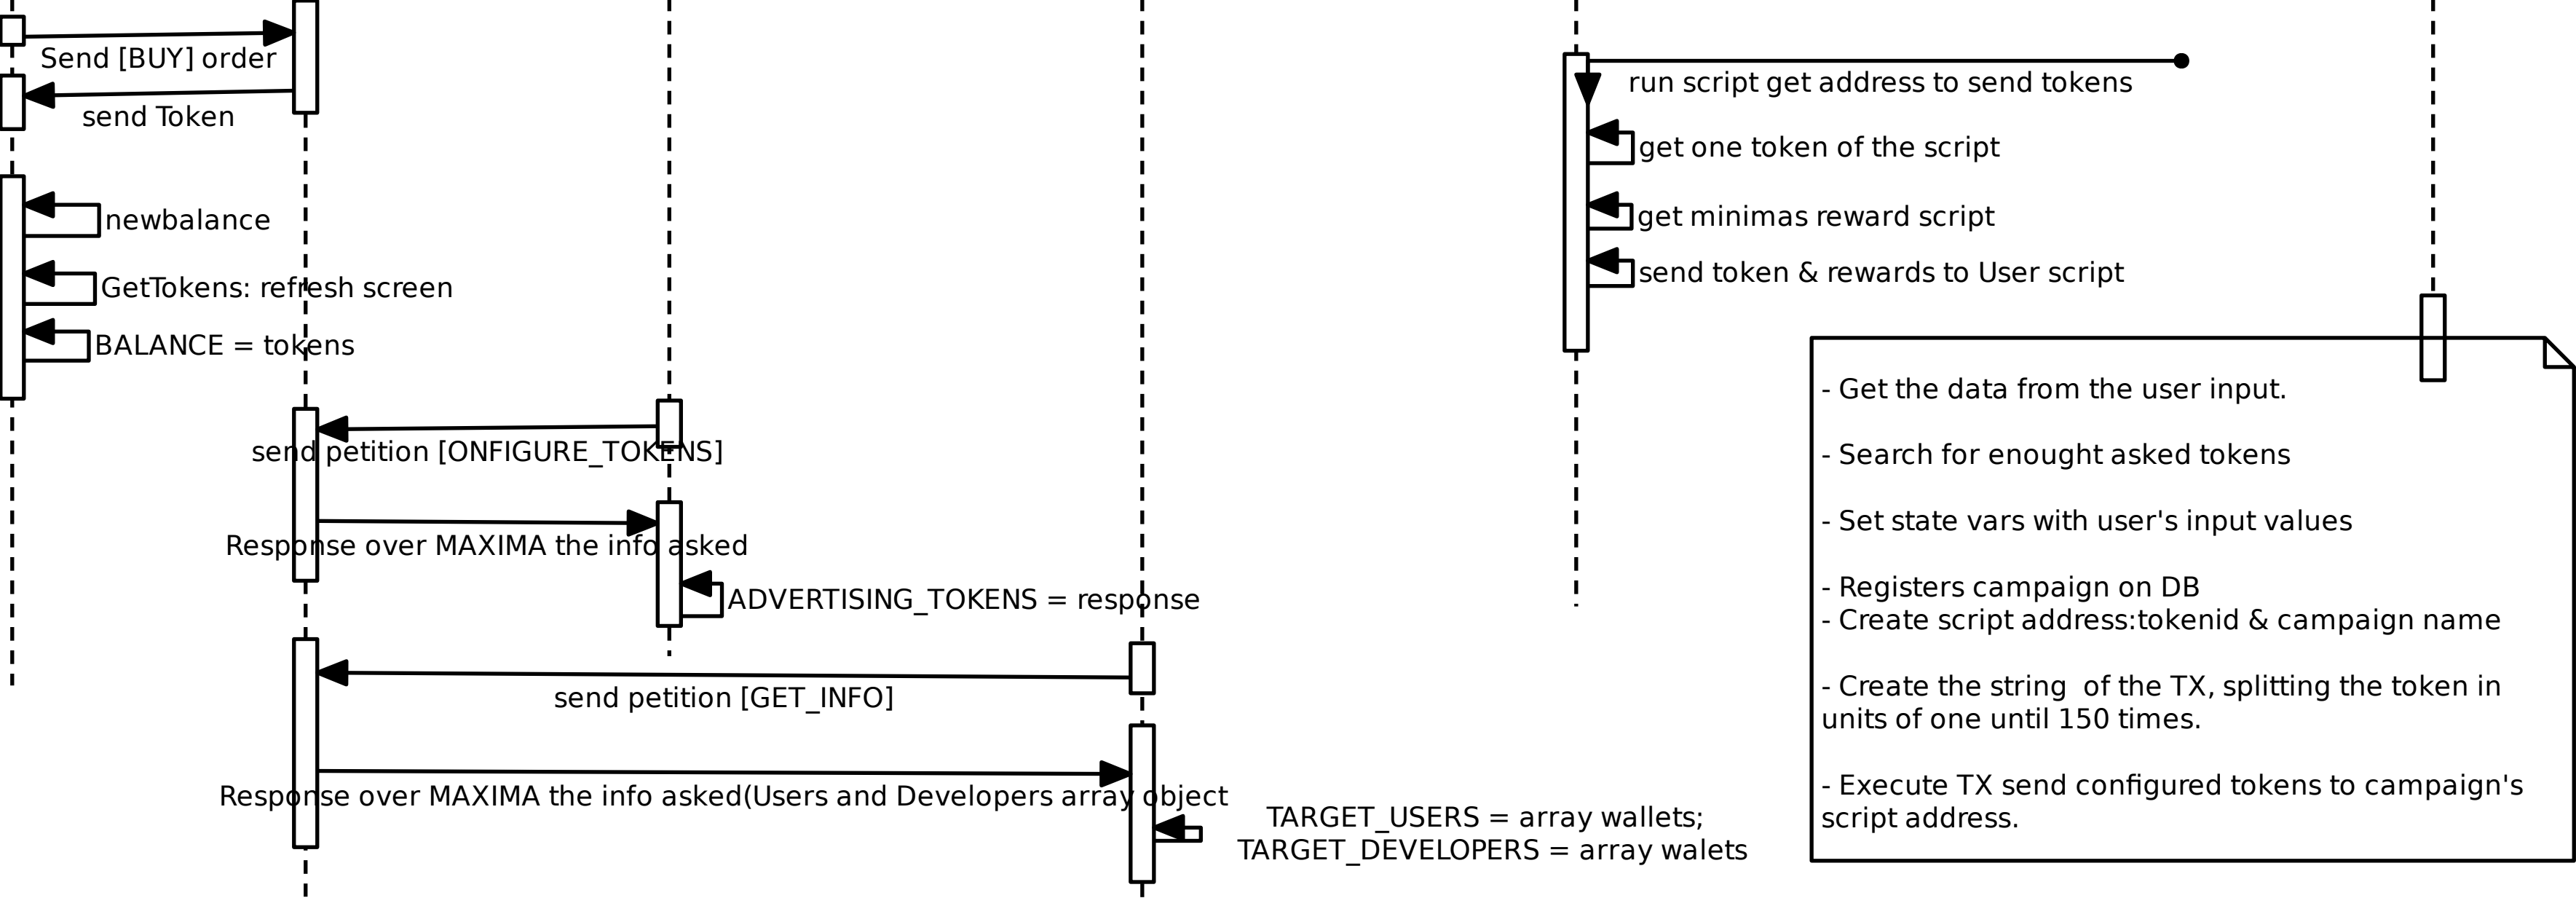 Send [BUY] order
send Token
newbalance
GetTokens: refresh screen
BALANCE = tokens
send petition [ONFIGURE_TOKENS]
Response over MAXIMA the info asked
ADVERTISING_TOKENS = response
send petition [GET_INFO]
Response over MAXIMA the info asked(Users and Developers array object
TARGET_USERS = array wallets;
TARGET_DEVELOPERS = array walets
run script get address to send tokens
get one token of the script
get minimas reward script
send token & rewards to User script
- Get the data from the user input.
- Search for enought asked tokens
- Set state vars with user's input values
- Registers campaign on DB
- Create script address:tokenid & campaign name
- Create the string  of the TX, splitting the token in
units of one until 150 times.
- Execute TX send configured tokens to campaign's
script address.